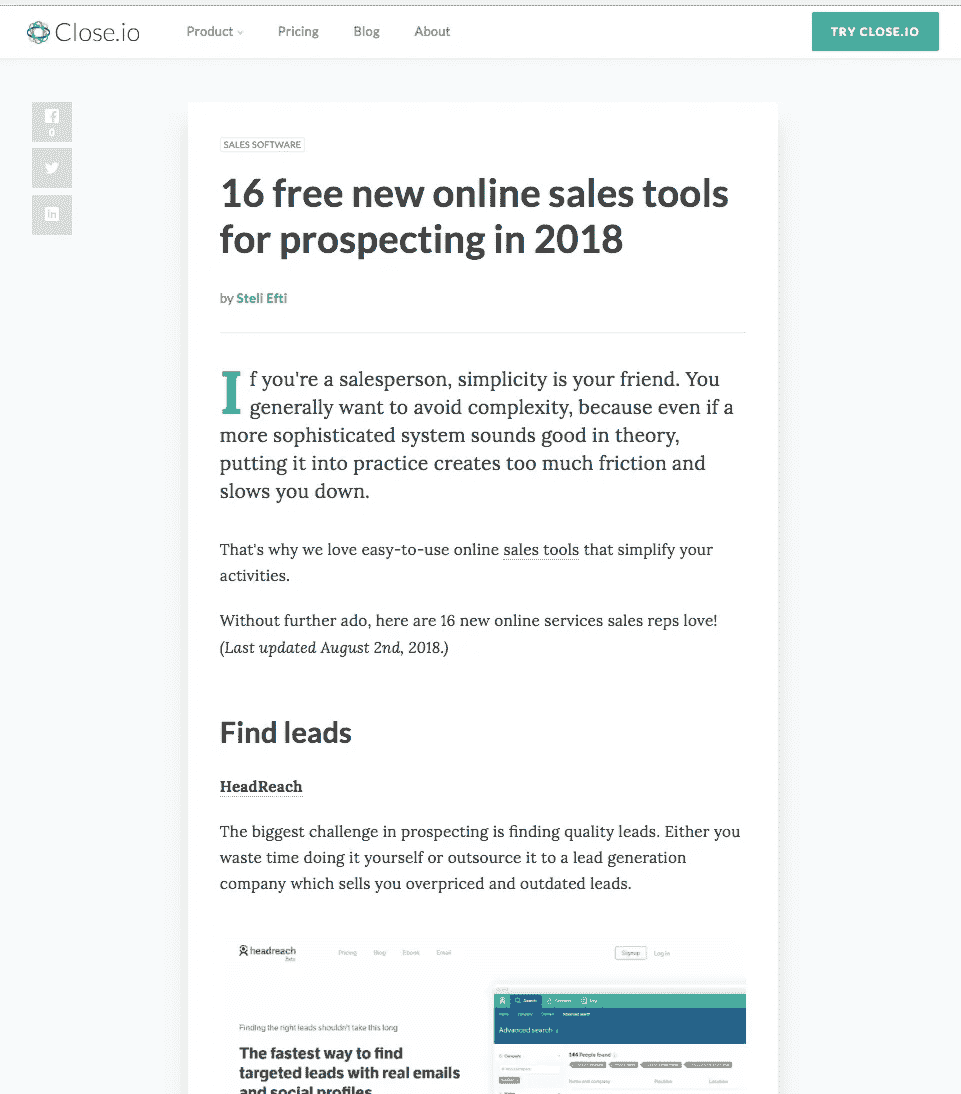 Close.io
Product
Pricing
Blog
About
TRY CLOSE.IO
0
SALES SOFTWARE
16 free new online sales tools
for prospecting in 2018
by Steli Efti
If you're a salesperson, simplicity is your friend. You
generally want to avoid complexity, because even if a
more sophisticated system sounds good in theory,
putting it into practice creates too much friction and
slows you down.
That's why we love easy-to-use online sales tools that simplify your
activities.
Without further ado, here are 16 new online services sales reps love!
(Last updated August 2nd, 2018.)
Find leads
HeadReach
The biggest challenge in prospecting is finding quality leads. Either you
waste time doing it yourself or outsource it to a lead generation
company which sells you overpriced and outdated leads.
headreach
Beta
Pricing
Blog
Ebook
Email
Signup
Log in
Search
Advanced search
Finding the right leads shouldn't take this long
The fastest way to find
targeted leads with real emails
and social profiles
144 People found